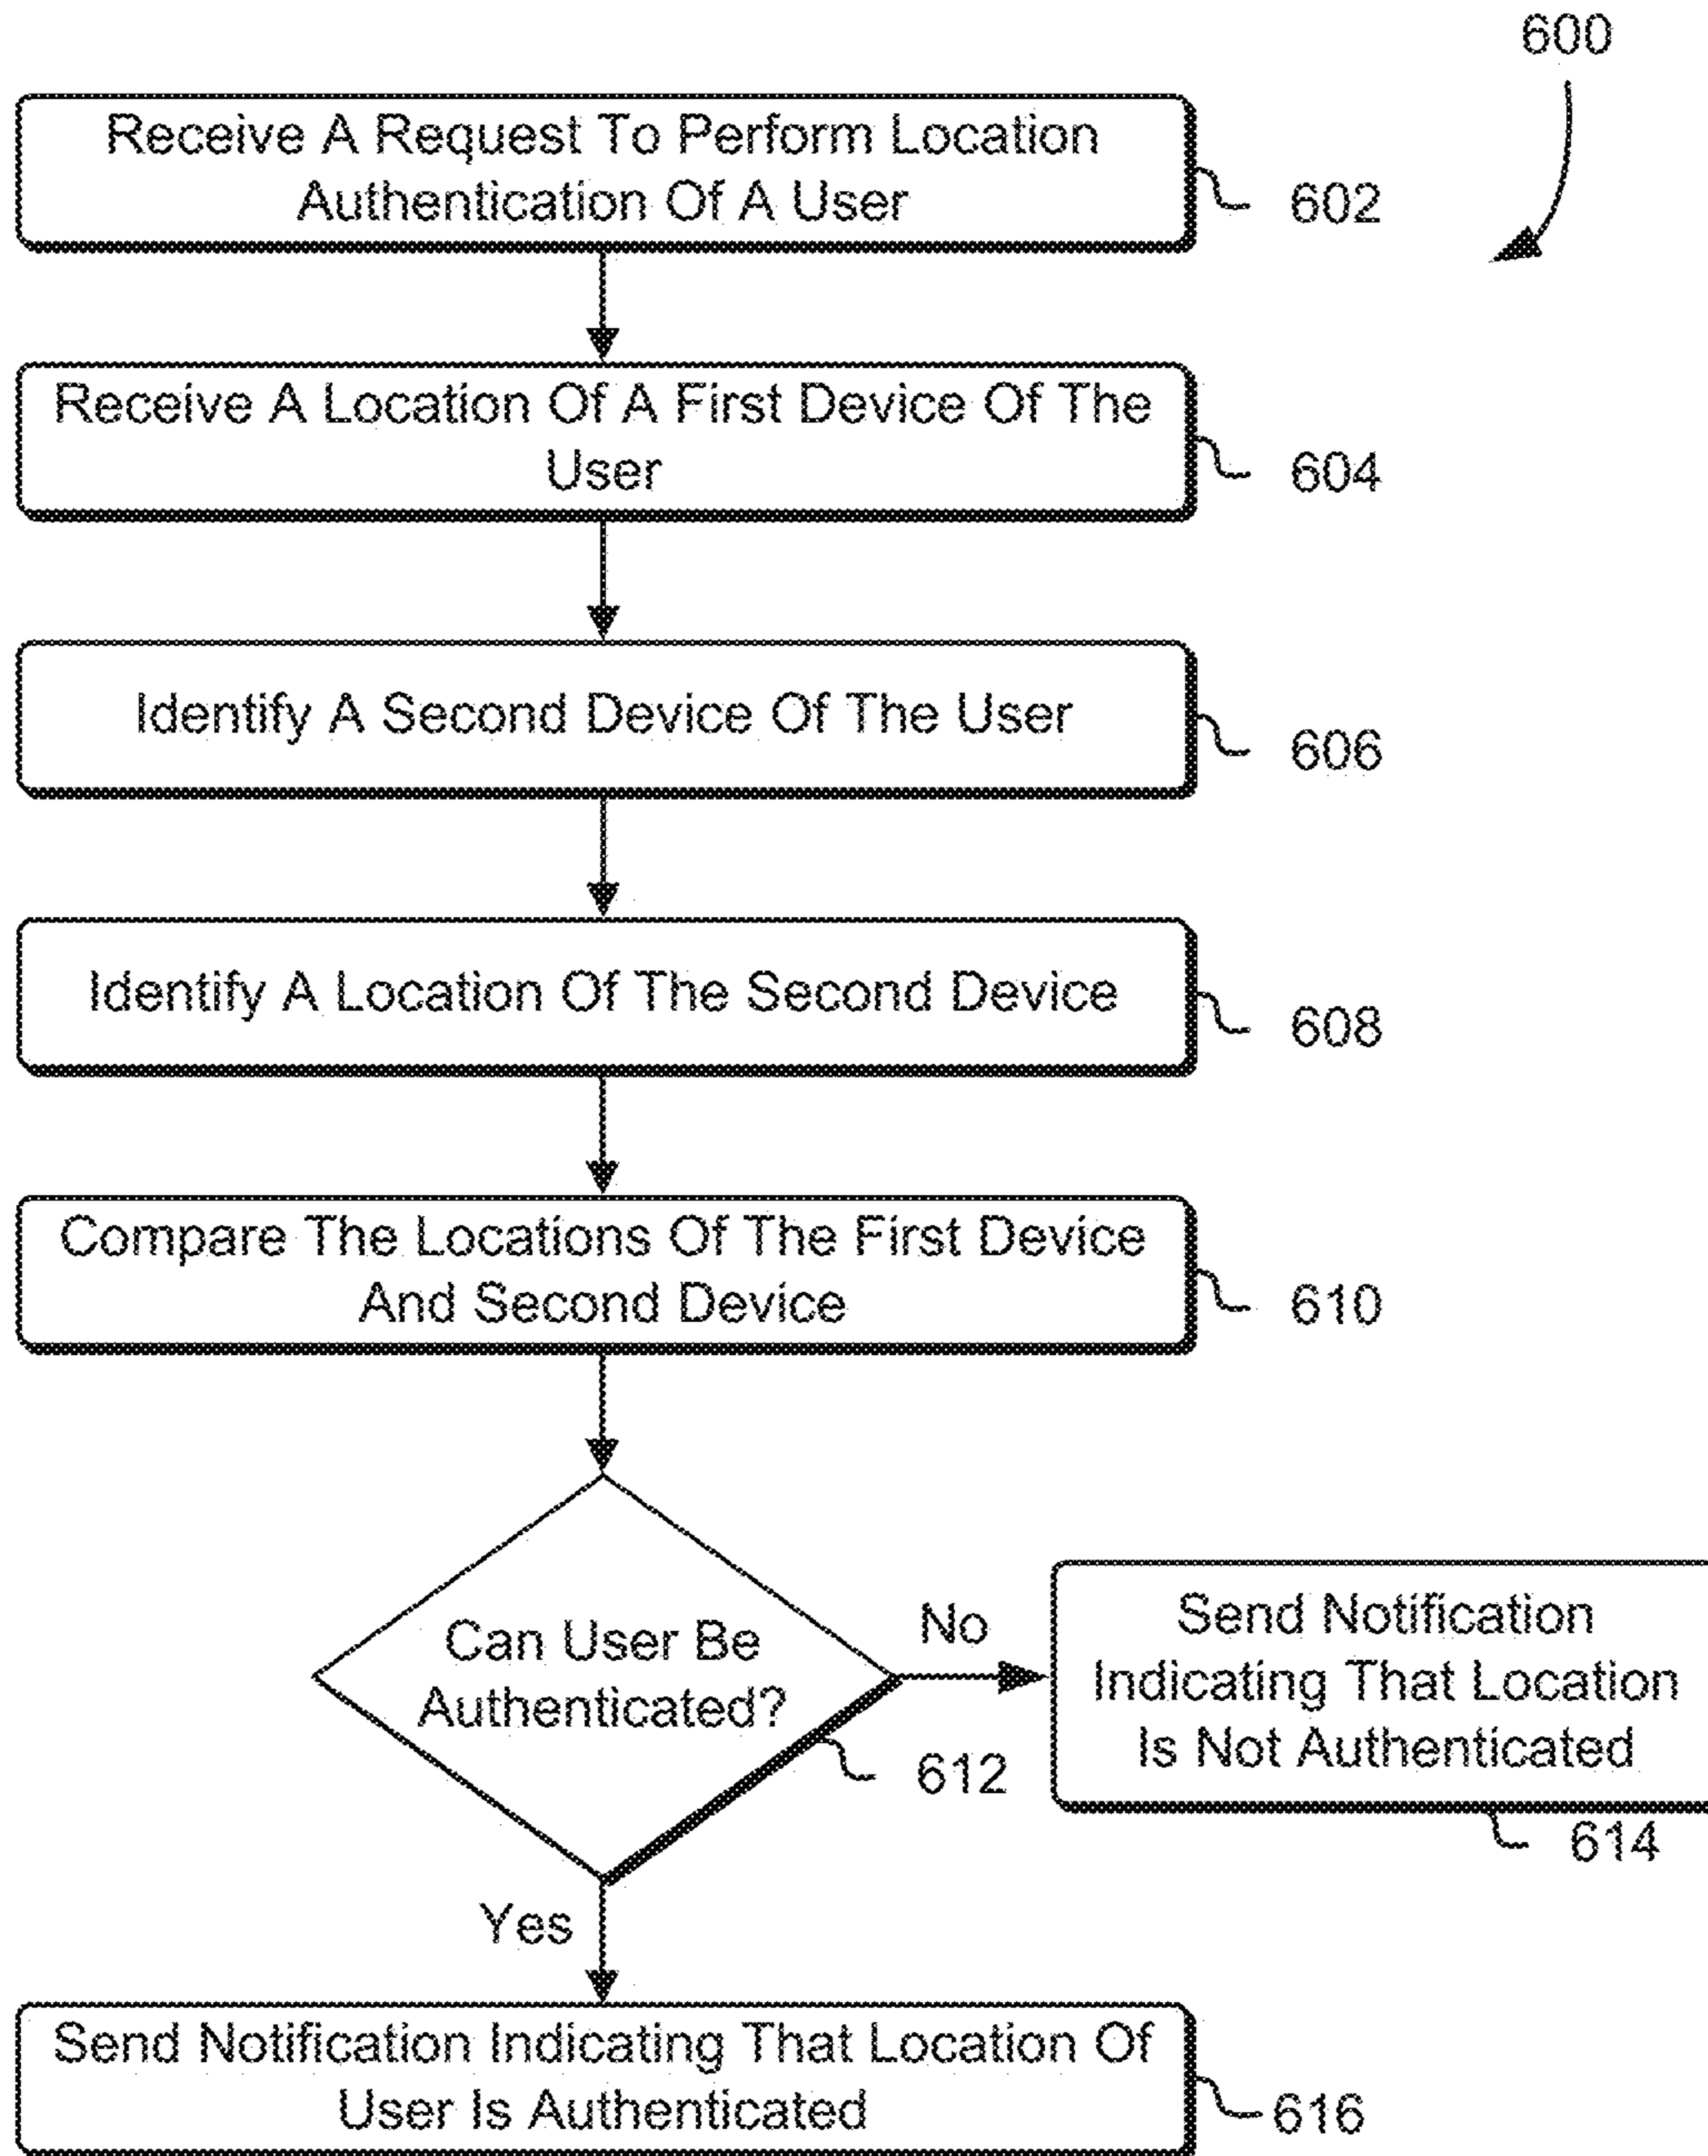 600
Receive A Request To Perform Location
Authentication Of A User
602
Receive A Location Of A First Device Of The
User
604
Identify A Second Device Of The User
606
Identify A Location Of The Second Device
608
Compare The Locations Of The First Device
And Second Device
610
Can User Be
Authenticated?
612
No
Send Notification
Indicating That Location
Is Not Authenticated
614
Yes
Send Notification Indicating That Location Of
User Is Authenticated
616